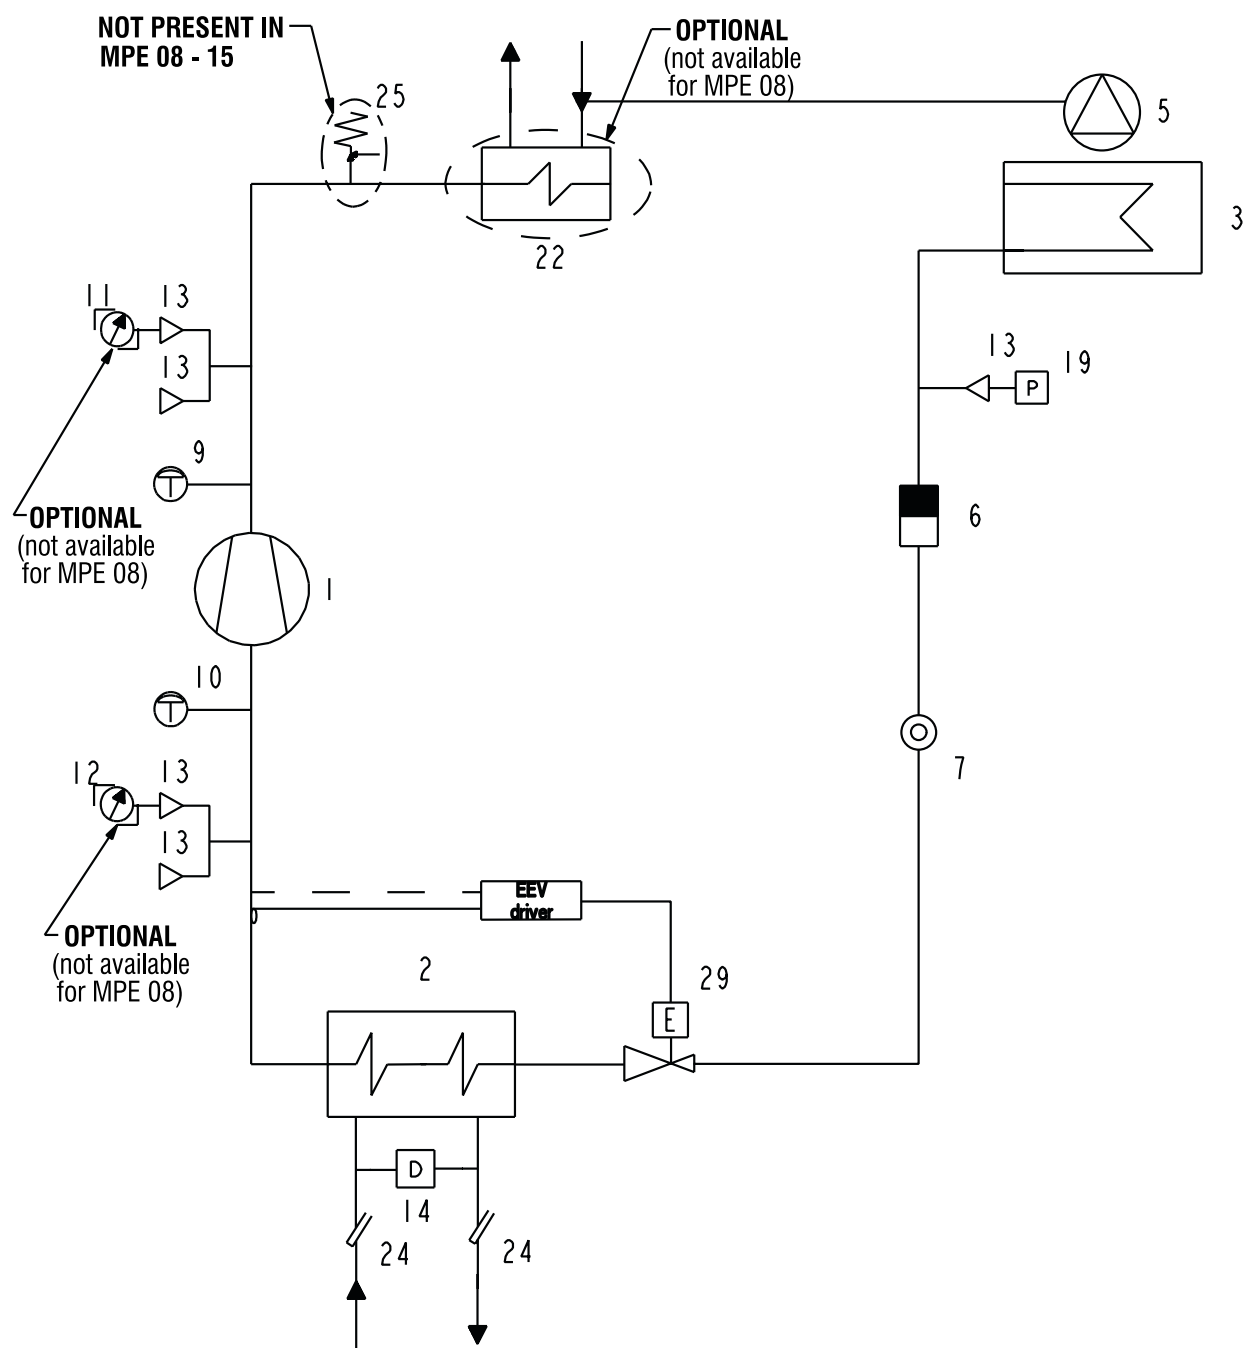 NOT PRESENT IN
MPE 08 - 15
25
OPTIONAL
(not available
for MPE 08)
5
3
22
11
13
13
13
19
P
9
T
OPTIONAL
(not available
for MPE 08)
6
1
10
T
7
12
13
13
EEV
driver
OPTIONAL
(not available
for MPE 08)
2
29
E
D
14
24
24